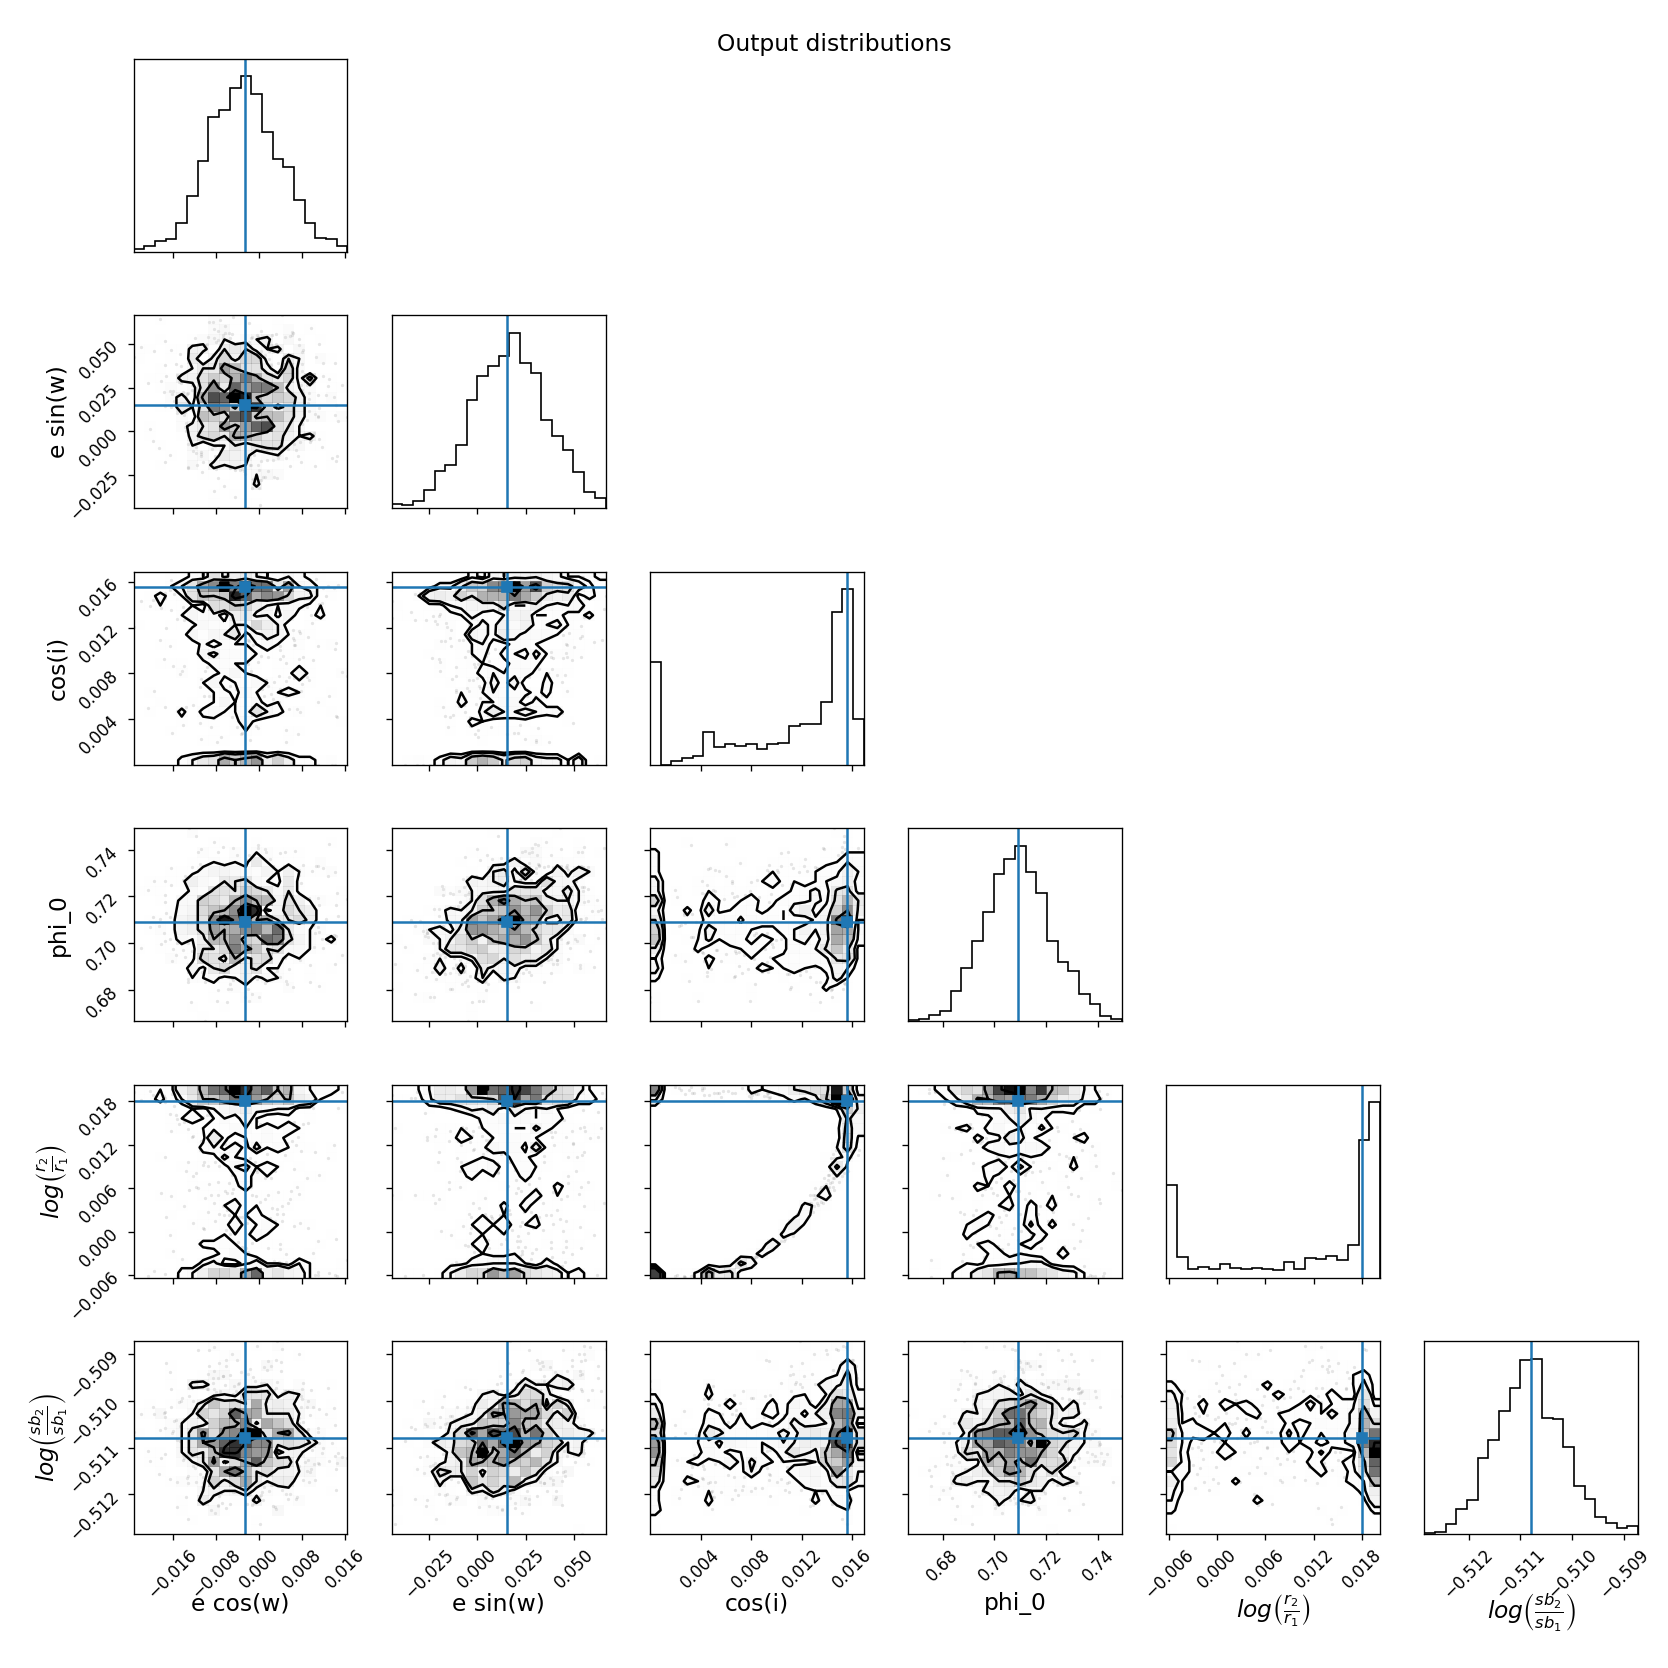 Output distributions
0.050
0.025
0.000
−0.025
e sin(w)
0.016
0.012
0.008
0.004
cos(i)
0.74
0.72
0.70
0.68
phi_0
0.018
0.012
0.006
0.000
−0.006
log(r2/r1)
−0.509
−0.510
−0.511
−0.512
log(sb2/sb1)
−0.016 −0.008 0.000 0.008 0.016
−0.025 0.000 0.025 0.050
0.004 0.008 0.012 0.016
0.68 0.70 0.72 0.74
−0.006 0.000 0.006 0.012 0.018
−0.512 −0.511 −0.510 −0.509
e cos(w) e sin(w) cos(i) phi_0 log(r2/r1) log(sb2/sb1)